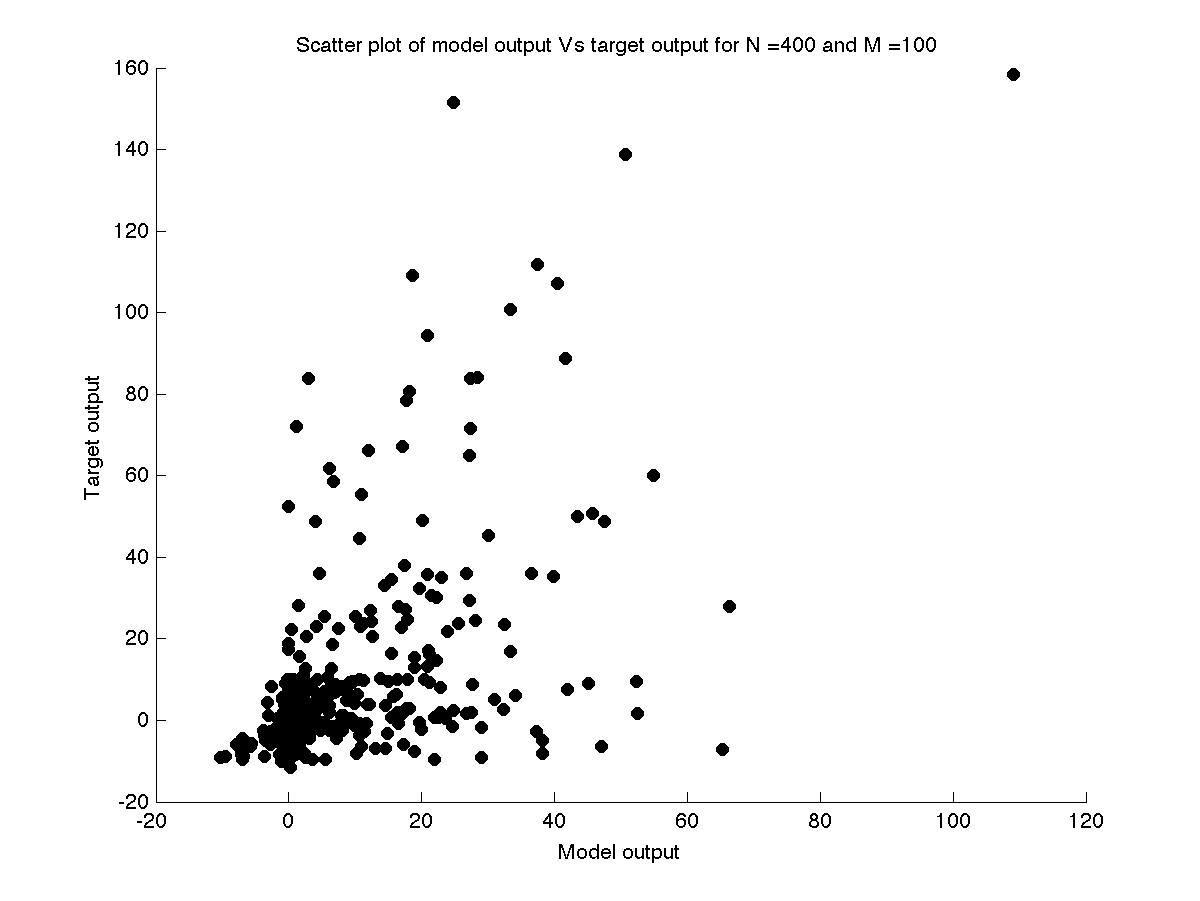 Scatter plot of model output Vs target output for N =400 and M =100
160
140
120
100
80
60
40
20
0
-20
Target output
-20 0 20 40 60 80 100 120
Model output